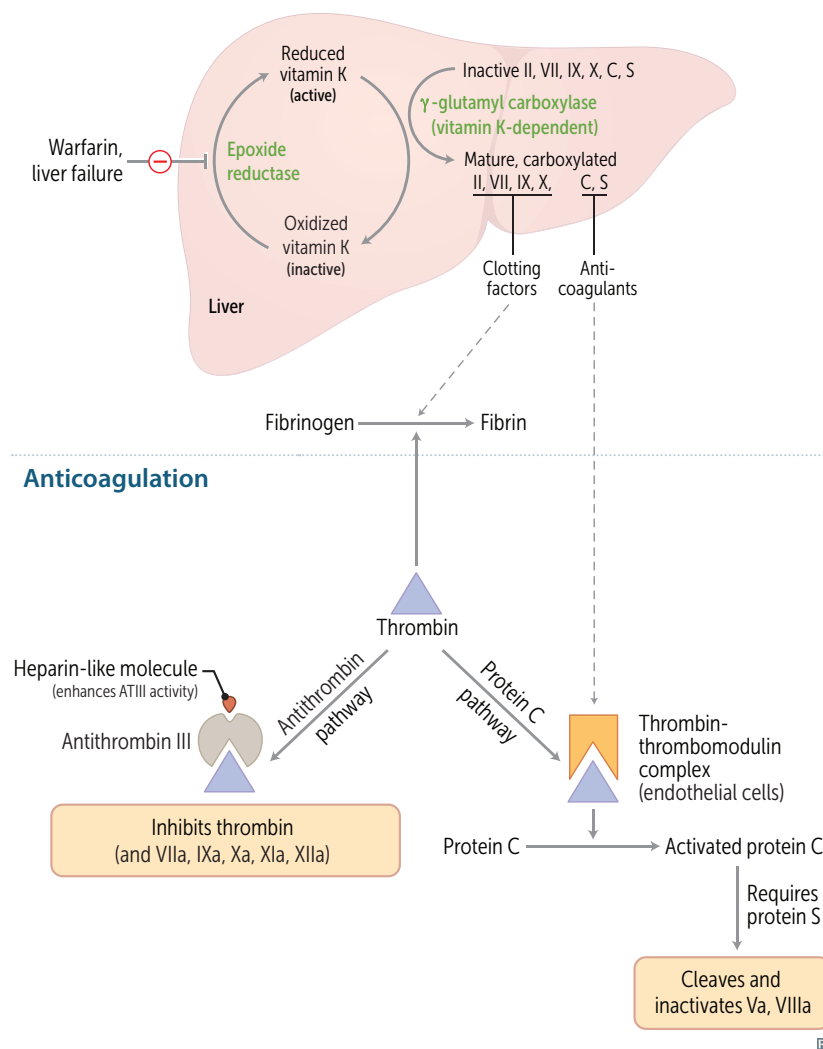 Reduced
vitamin K
(active)
Inactive II, VII, IX, X, C, S
γ-glutamyl carboxylase
(vitamin K-dependent)
Warfarin,
liver failure
Epoxide
reductase
Mature, carboxylated
II, VII, IX, X, C, S
Oxidized
vitamin K
(inactive)
Clotting
factors
Anti-
coagulants
Liver
Fibrinogen
Fibrin
Anticoagulation
Thrombin
Heparin-like molecule
(enhances ATIII activity)
Antithrombin
pathway
Protein C
pathway
Antithrombin III
Thrombin-
thrombomodulin
complex
(endothelial cells)
Inhibits thrombin
(and VIIa, IXa, Xa, XIa, XIIa)
Protein C
Activated protein C
Requires
protein S
Cleaves and
inactivates Va, VIIIa